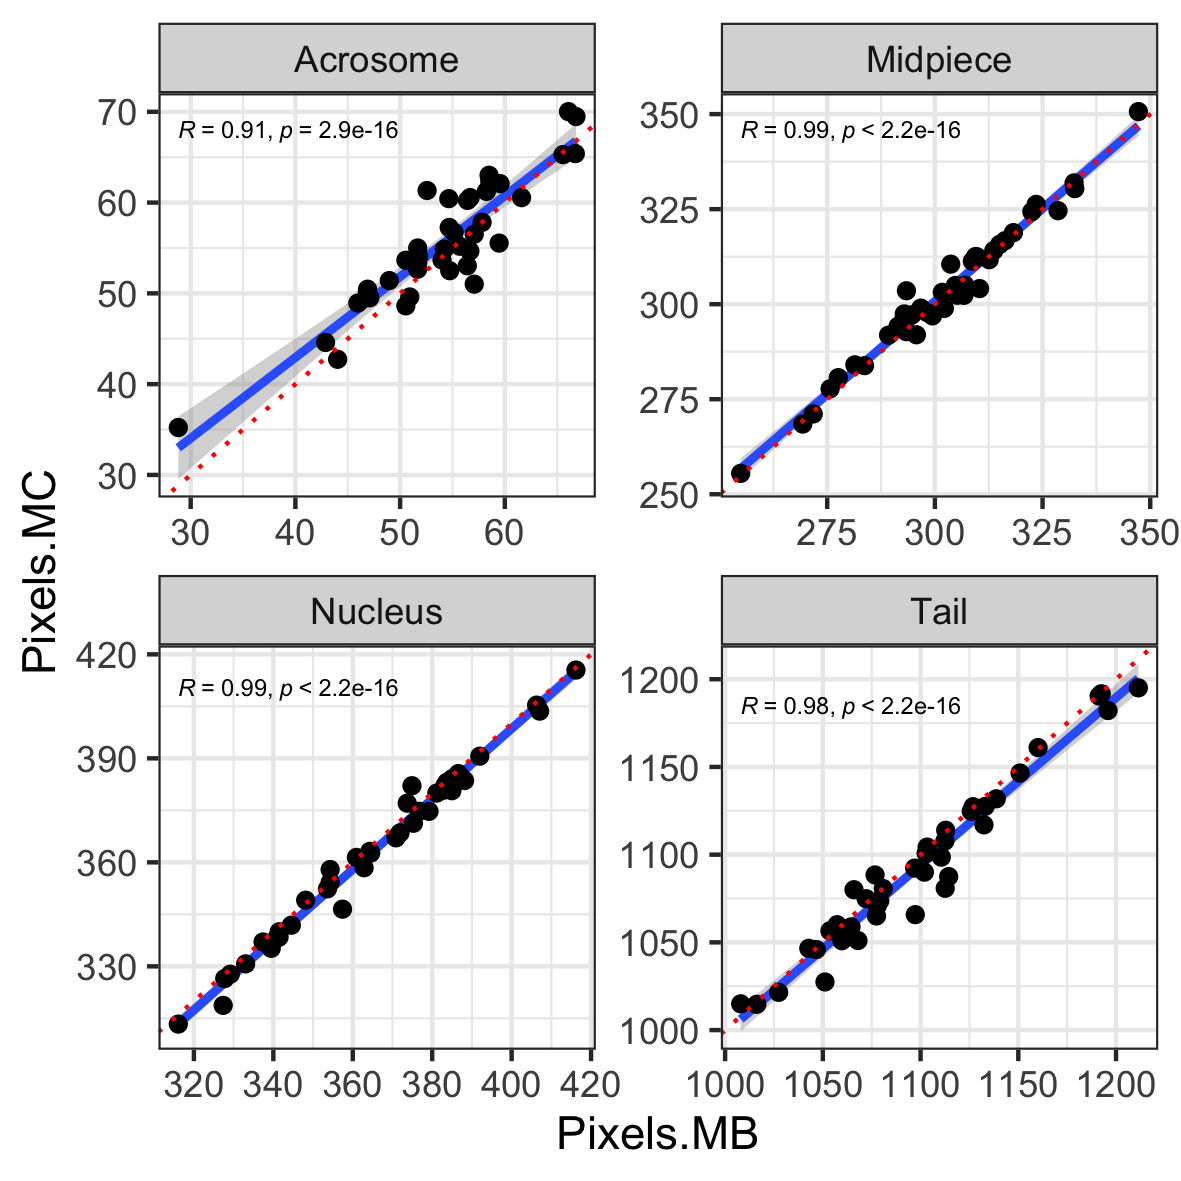 Acrosome
Midpiece
R = 0.91, p = 2.9e-16
R = 0.99, p < 2.2e-16
70
60
50
40
30
30 40 50 60
350
325
300
275
250
275 300 325 350
Pixels.MC
Nucleus
Tail
R = 0.99, p < 2.2e-16
R = 0.98, p < 2.2e-16
420
390
360
330
320 340 360 380 400 420
1200
1150
1100
1050
1000
1000 1050 1100 1150 1200
Pixels.MB